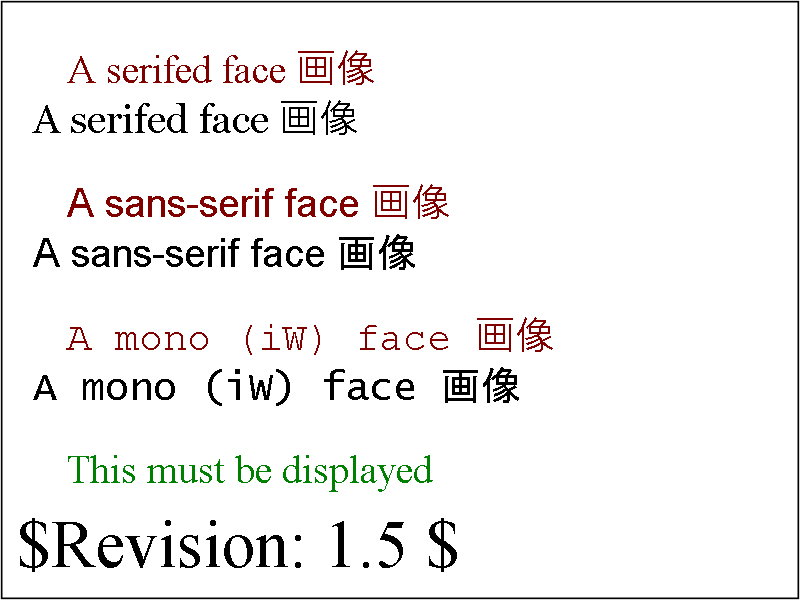 A serifed face 画像
A serifed face 画像
A sans-serif face 画像
A sans-serif face 画像
A mono (iW) face 画像
A mono (iW) face 画像
This must be displayed
$Revision: 1.5 $